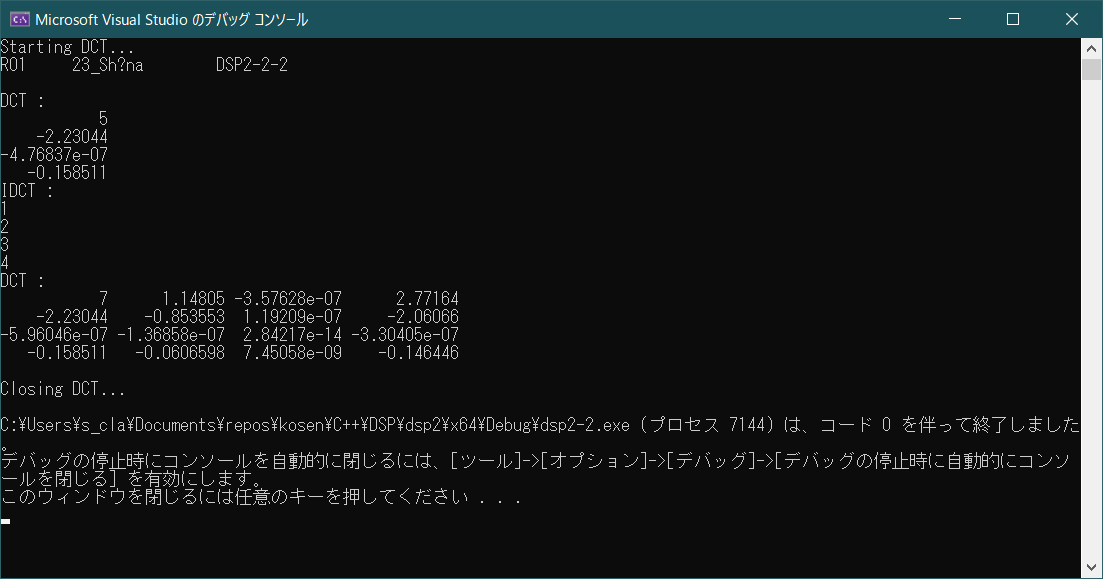 Microsoft Visual Studio のデバッグ コンソール
Starting DCT...
R01     23_Sh?na        DSP2-2-2
DCT :
           5
    -2.23044
-4.76837e-07
   -0.158511
IDCT :
1
2
3
4
DCT :
           7      1.14805 -3.57628e-07      2.77164
    -2.23044    -0.853553  1.19209e-07     -2.06066
-5.96046e-07 -1.36858e-07  2.84217e-14 -3.30405e-07
   -0.158511   -0.0606598  7.45058e-09    -0.146446
Closing DCT...
C:¥Users¥s_cla¥Documents¥repos¥kosen¥C++¥DSP¥dsp2¥x64¥Debug¥dsp2-2.exe (プロセス 7144) は、コード 0 を伴って終了しました
。
デバッグの停止時にコンソールを自動的に閉じるには、[ツール]->[オプション]->[デバッグ]->[デバッグの停止時に自動的にコンソ
ールを閉じる] を有効にします。
このウィンドウを閉じるには任意のキーを押してください . . .